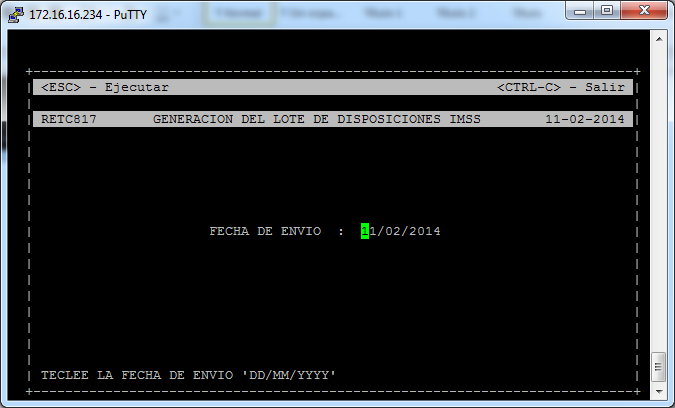 172.16.16.234 - PuTTY
<ESC> - Ejecutar <CTRL-C> - Salir
RETC817 GENERACION DEL LOTE DE DISPOSICIONES IMSS 11-02-2014
FECHA DE ENVIO : 11/02/2014
TECLEE LA FECHA DE ENVIO 'DD/MM/YYYY'